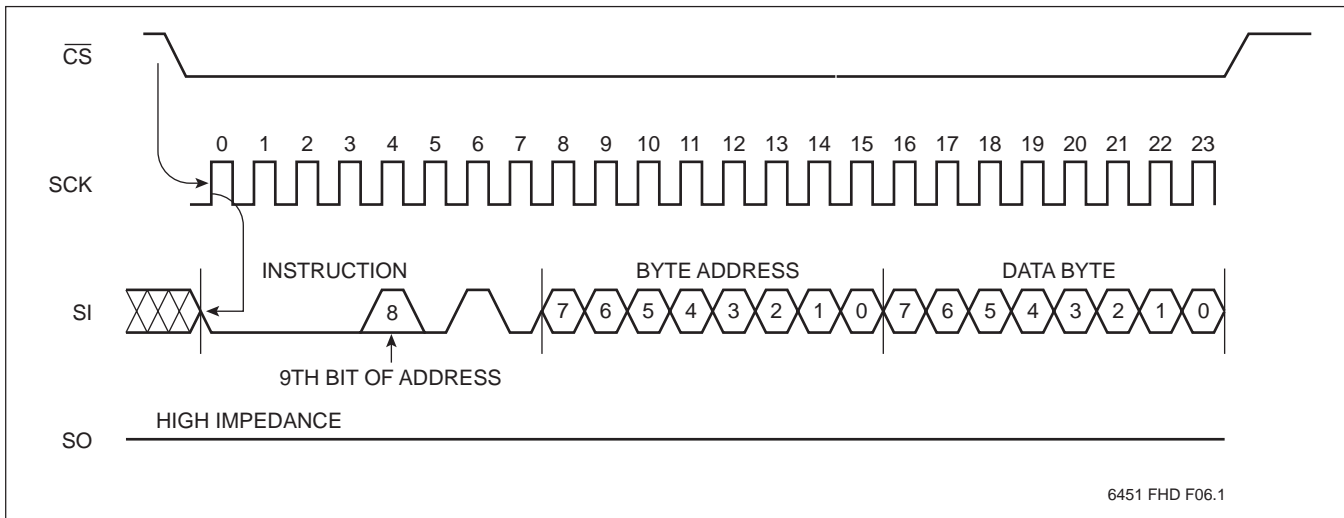 CS
0 1 2 3 4 5 6 7 8 9 10 11 12 13 14 15 16 17 18 19 20 21 22 23
SCK
INSTRUCTION BYTE ADDRESS DATA BYTE
SI 8 7 6 5 4 3 2 1 0 7 6 5 4 3 2 1 0
9TH BIT OF ADDRESS
HIGH IMPEDANCE
SO
6451 FHD F06.1